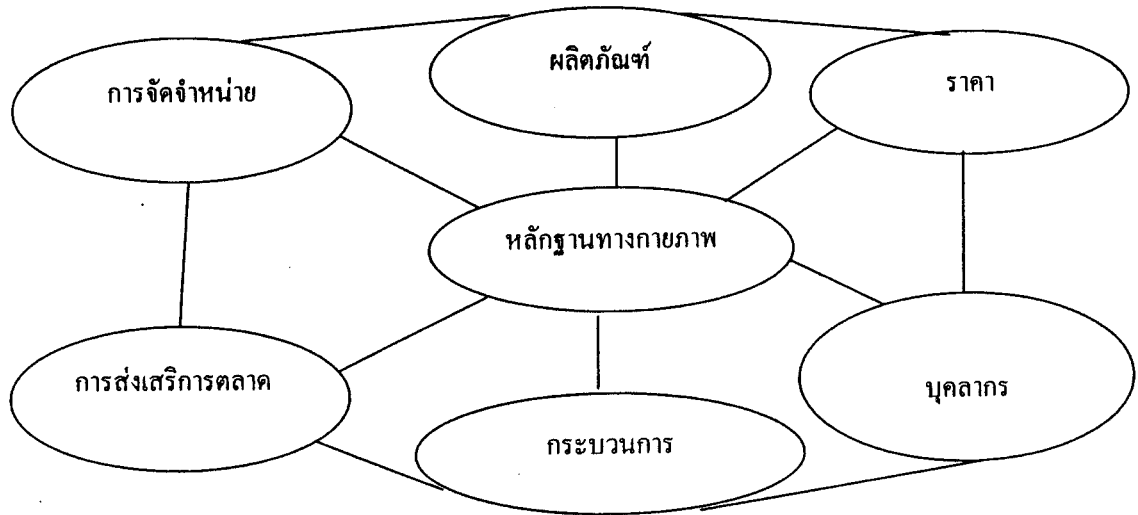 ผลิตภัณฑ์
การจัดจำหน่าย
ราคา
หลักฐานทางกายภาพ
การส่งเสริการตลาด
บุคลากร
กระบวนการ